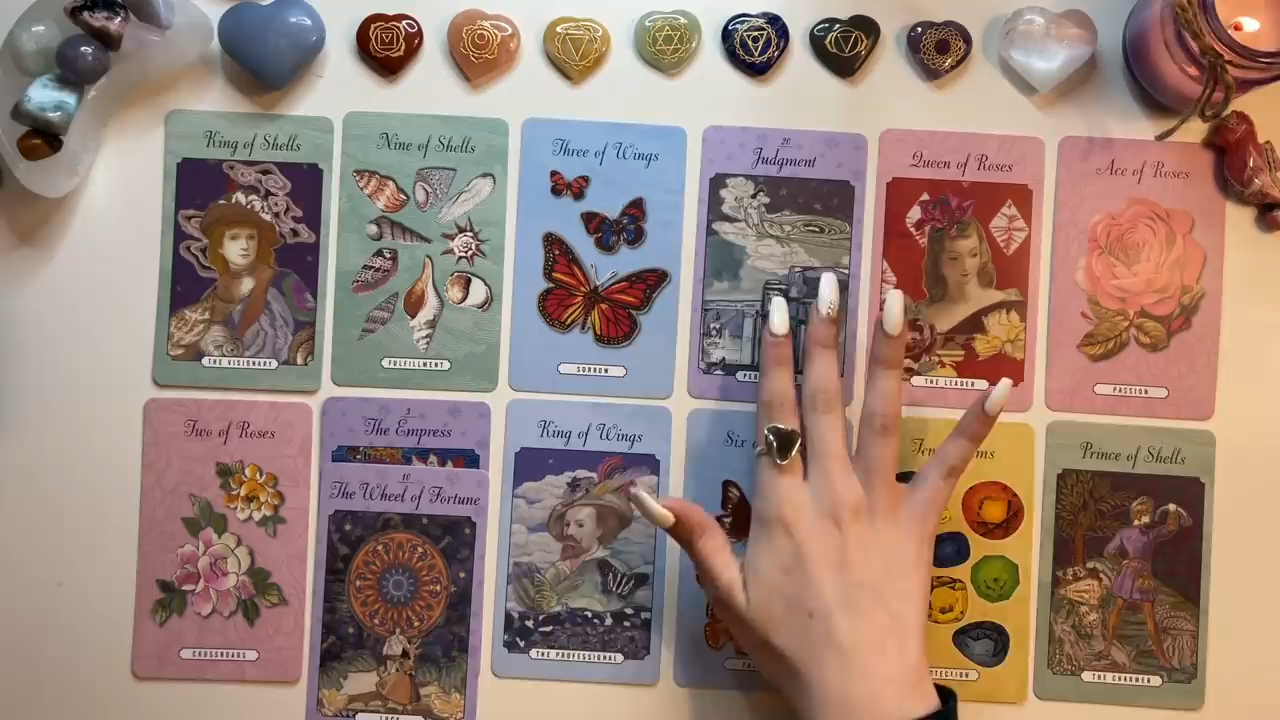 King of Shells
THE VISIONARY
Nine of Shells
FULFILLMENT
Three of Wings
SORROW
20
Judgment
Queen of Roses
THE LEADER
Ace of Roses
PASSION
Two of Roses
CROSSROADS
3
The Empress
10
The Wheel of Fortune
LUCK
King of Wings
THE PROFESSIONAL
Six
Prince of Shells
THE CHARMER